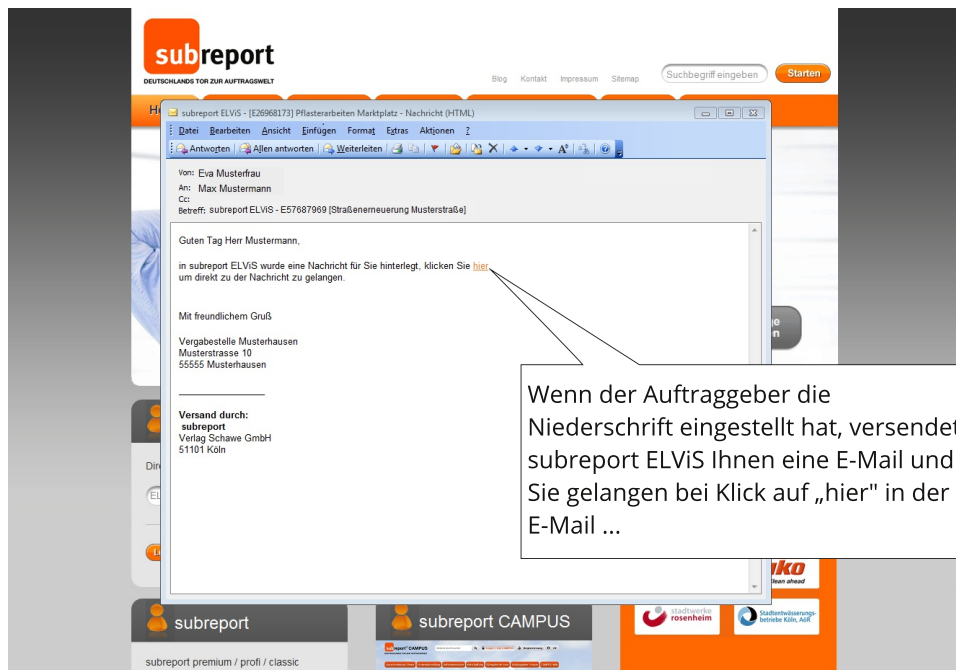 subreport
DEUTSCHLANDS TOR ZUR AUFTRAGSWELT
Blog Kontakt Impressum Sitemap
Suchbegriff eingeben
Starten
subreport ELViS - [E26968173] Pflasterarbeiten Marktplatz - Nachricht (HTML)
Datei Bearbeiten Ansicht Einfügen Format Extras Aktionen ?
Antworten Allen antworten Weiterleiten
Von: Eva Musterfrau
An: Max Mustermann
Cc:
Betreff: subreport ELViS - E57687969 [Straßenerneuerung Musterstraße]
Guten Tag Herr Mustermann,
in subreport ELViS wurde eine Nachricht für Sie hinterlegt, klicken Sie hier,
um direkt zu der Nachricht zu gelangen.
Mit freundlichem Gruß
Vergabestelle Musterhausen
Musterstrasse 10
55555 Musterhausen
Versand durch:
subreport
Verlag Schawe GmbH
51101 Köln
Wenn der Auftraggeber die
Niederschrift eingestellt hat, versendet
subreport ELViS Ihnen eine E-Mail und
Sie gelangen bei Klick auf „hier" in der
E-Mail ...
stadtwerke
rosenheim
Stadtentwässerungs-
betriebe Köln, AöR
subreport
subreport CAMPUS
subreport premium / profi / classic